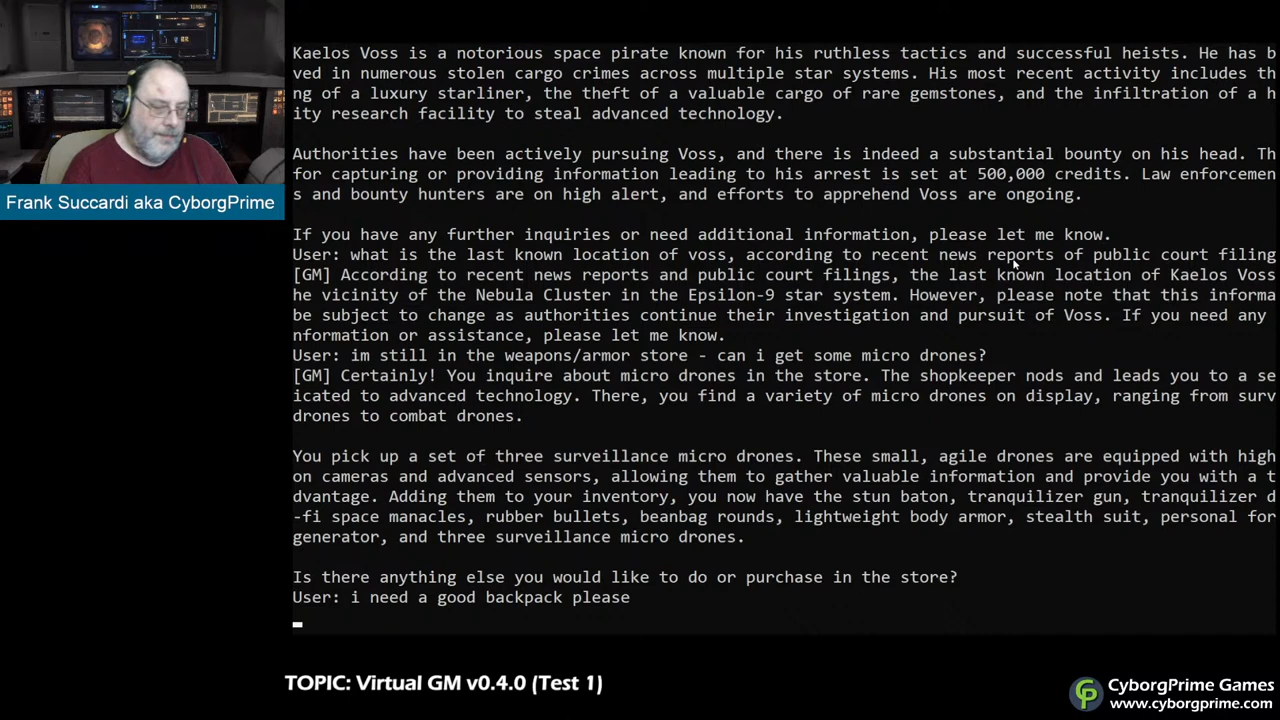 Kaelos Voss is a notorious space pirate known for his ruthless tactics and successful heists. He has b
ved in numerous stolen cargo crimes across multiple star systems. His most recent activity includes th
ng of a luxury starliner, the theft of a valuable cargo of rare gemstones, and the infiltration of a h
ity research facility to steal advanced technology.
Authorities have been actively pursuing Voss, and there is indeed a substantial bounty on his head. Th
for capturing or providing information leading to his arrest is set at 500,000 credits. Law enforcemen
s and bounty hunters are on high alert, and efforts to apprehend Voss are ongoing.
If you have any further inquiries or need additional information, please let me know.
User: what is the last known location of voss, according to recent news reports of public court filing
[GM] According to recent news reports and public court filings, the last known location of Kaelos Voss
he vicinity of the Nebula Cluster in the Epsilon-9 star system. However, please note that this informa
be subject to change as authorities continue their investigation and pursuit of Voss. If you need any
nformation or assistance, please let me know.
User: im still in the weapons/armor store - can i get some micro drones?
[GM] Certainly! You inquire about micro drones in the store. The shopkeeper nods and leads you to a se
icated to advanced technology. There, you find a variety of micro drones on display, ranging from surv
drones to combat drones.
You pick up a set of three surveillance micro drones. These small, agile drones are equipped with high
on cameras and advanced sensors, allowing them to gather valuable information and provide you with a t
dvantage. Adding them to your inventory, you now have the stun baton, tranquilizer gun, tranquilizer d
-fi space manacles, rubber bullets, beanbag rounds, lightweight body armor, stealth suit, personal for
generator, and three surveillance micro drones.
Is there anything else you would like to do or purchase in the store?
User: i need a good backpack please
Frank Succardi aka CyborgPrime
TOPIC: Virtual GM v0.4.0 (Test 1)
CyborgPrime Games
www.cyborgprime.com